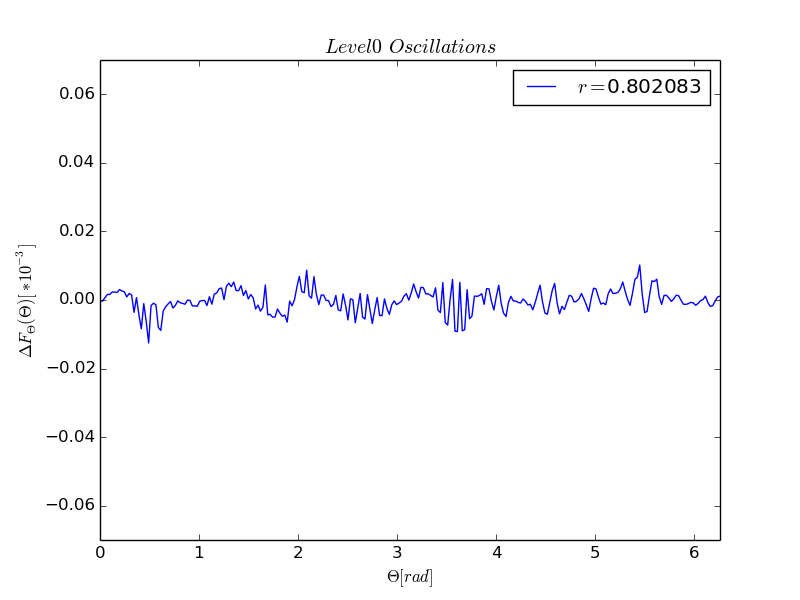 Level0 Oscillations
r = 0.802083
0.06
0.04
0.02
0.00
−0.02
−0.04
−0.06
ΔF_Θ(Θ)[∗10^{-3}]
0 1 2 3 4 5 6
Θ[rad]